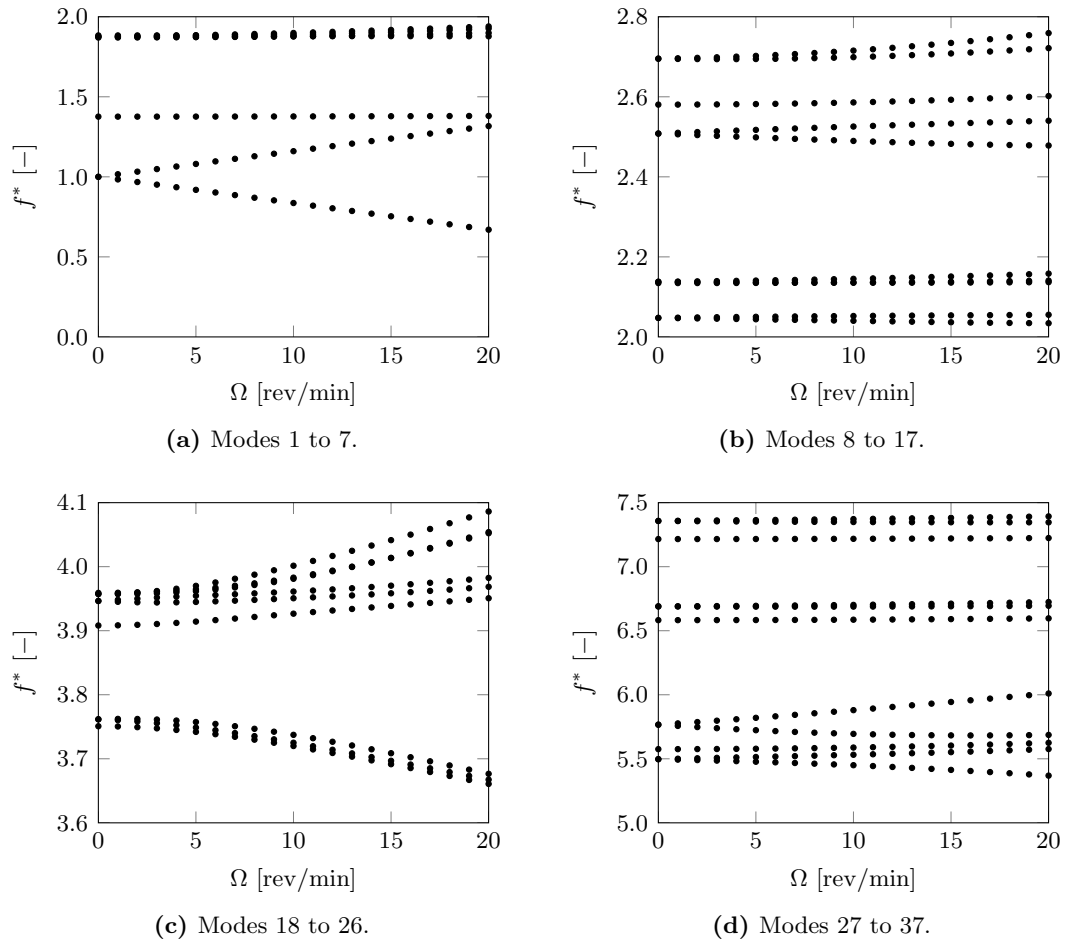 2.0
1.5
1.0
0.5
0.0
f* [−]
0 5 10 15 20
Ω [rev/min]
(a) Modes 1 to 7.
2.8
2.6
2.4
2.2
2.0
f* [−]
0 5 10 15 20
Ω [rev/min]
(b) Modes 8 to 17.
4.1
4.0
3.9
3.8
3.7
3.6
f* [−]
0 5 10 15 20
Ω [rev/min]
(c) Modes 18 to 26.
7.5
7.0
6.5
6.0
5.5
5.0
f* [−]
0 5 10 15 20
Ω [rev/min]
(d) Modes 27 to 37.